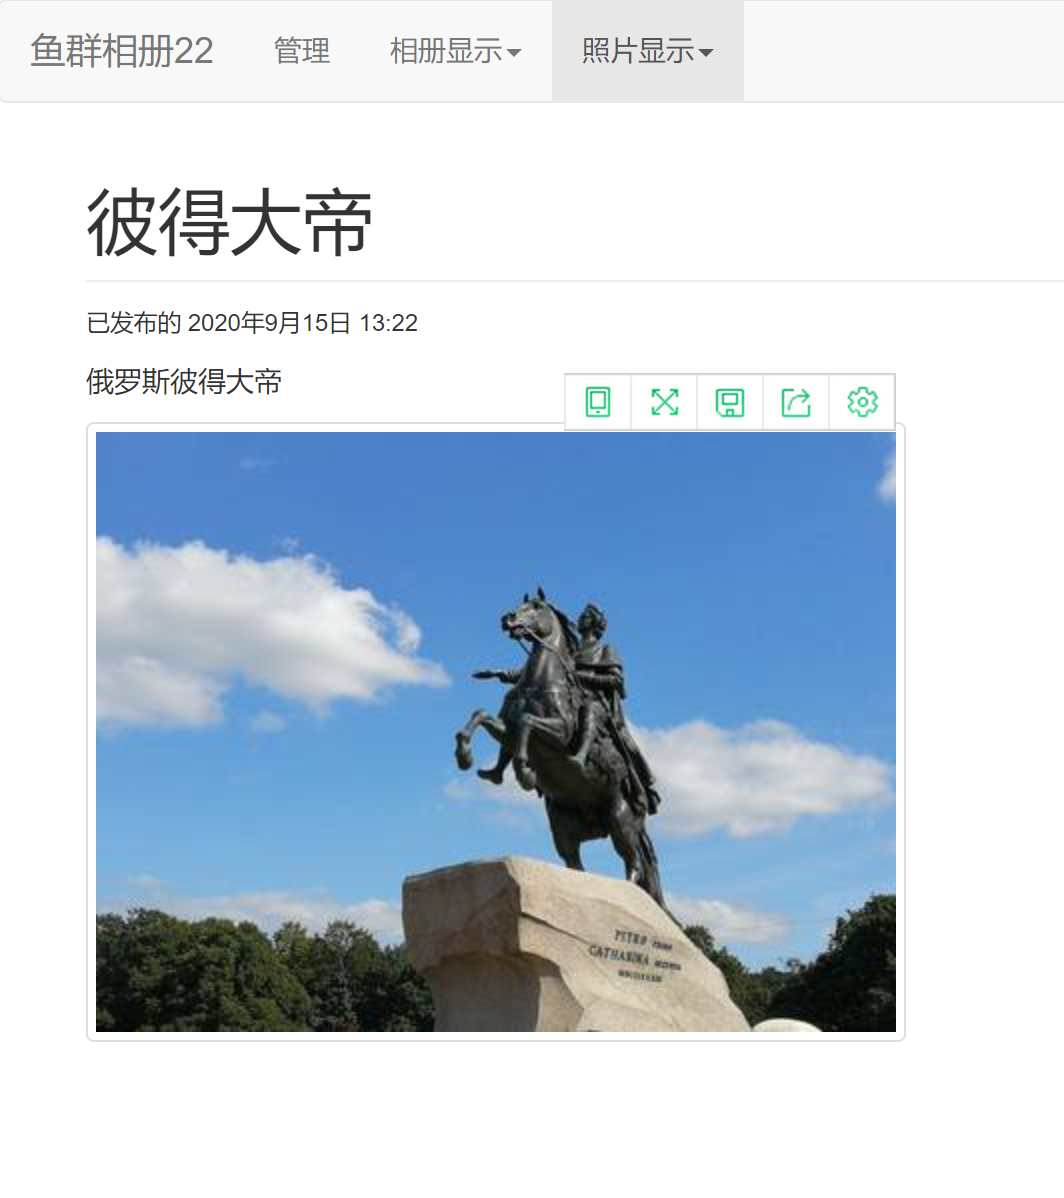 鱼群相册22 管理 相册显示 照片显示
彼得大帝
已发布的 2020年9月15日 13:22
俄罗斯彼得大帝
PETRO
CATHARINA